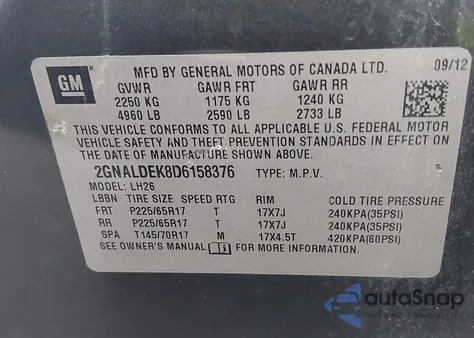 GM
MFD BY GENERAL MOTORS OF CANADA LTD. 09/12
GVWR GAWR FRT GAWR RR
2250 KG 1175 KG 1240 KG
4960 LB 2590 LB 2733 LB
THIS VEHICLE CONFORMS TO ALL APPLICABLE U.S. FEDERAL MOTOR
VEHICLE SAFETY AND THEFT PREVENTION STANDARDS IN EFFECT ON
THE DATE OF MANUFACTURE SHOWN ABOVE.
2GNALDEK8D6158376 TYPE: M.P.V.
MODEL: LH26
LBBN TIRE SIZE SPEED RTG RIM COLD TIRE PRESSURE
FRT P225/65R17 T 17X7J 240KPA(35PSI)
RR P225/65R17 T 17X7J 240KPA(35PSI)
SPA T145/70R17 M 17X4.5T 420KPA(60PSI)
SEE OWNER'S MANUAL FOR MORE INFORMATION.
autoSnap